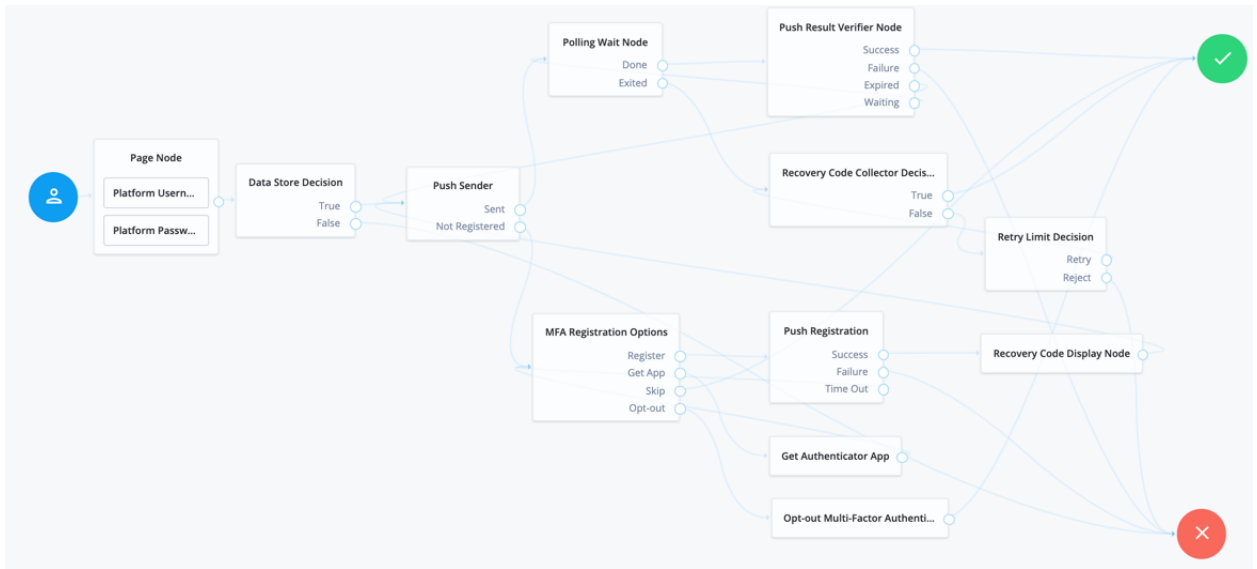 Page Node
Platform Usern...
Platform Passw...
Data Store Decision
True
False
Push Sender
Sent
Not Registered
Polling Wait Node
Done
Exited
Push Result Verifier Node
Success
Failure
Expired
Waiting
Recovery Code Collector Decis...
True
False
Retry Limit Decision
Retry
Reject
MFA Registration Options
Register
Get App
Skip
Opt-out
Push Registration
Success
Failure
Time Out
Recovery Code Display Node
Get Authenticator App
Opt-out Multi-Factor Authenti...